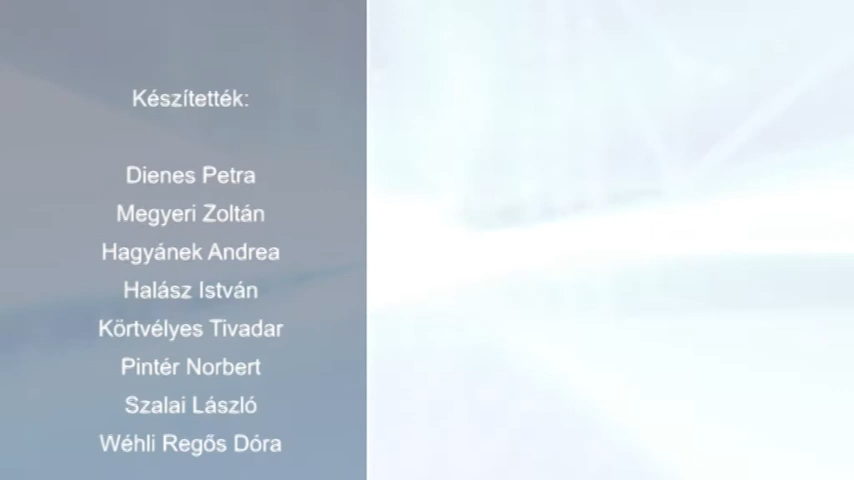 Készítették:
Dienes Petra
Megyeri Zoltán
Hagyánek Andrea
Halász István
Körtvélyes Tivadar
Pintér Norbert
Szalai László
Wéhli Regős Dóra